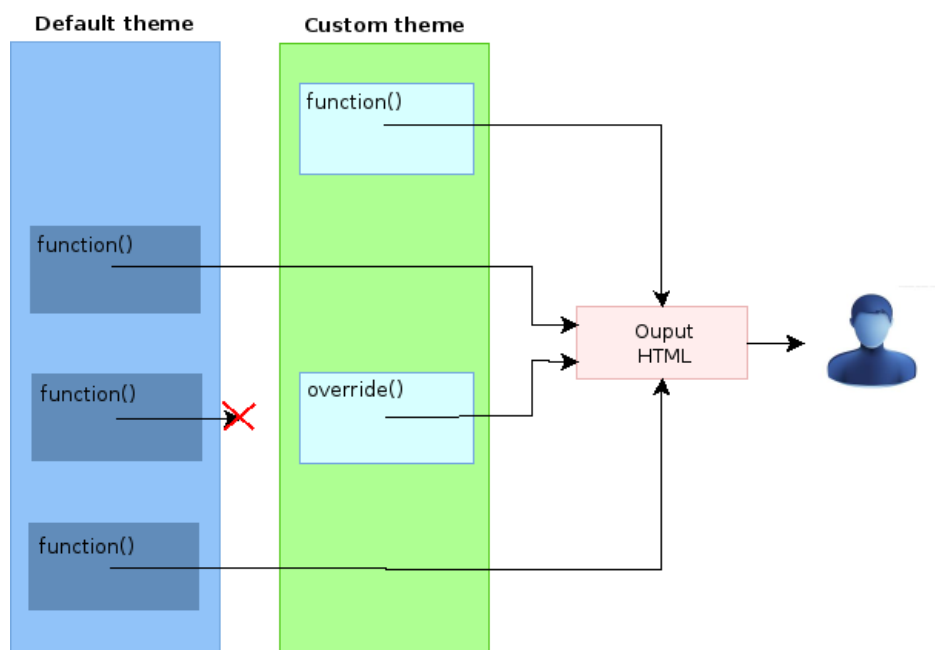 Default theme
Custom theme
function()
function()
function()
override()
function()
Ouput
HTML